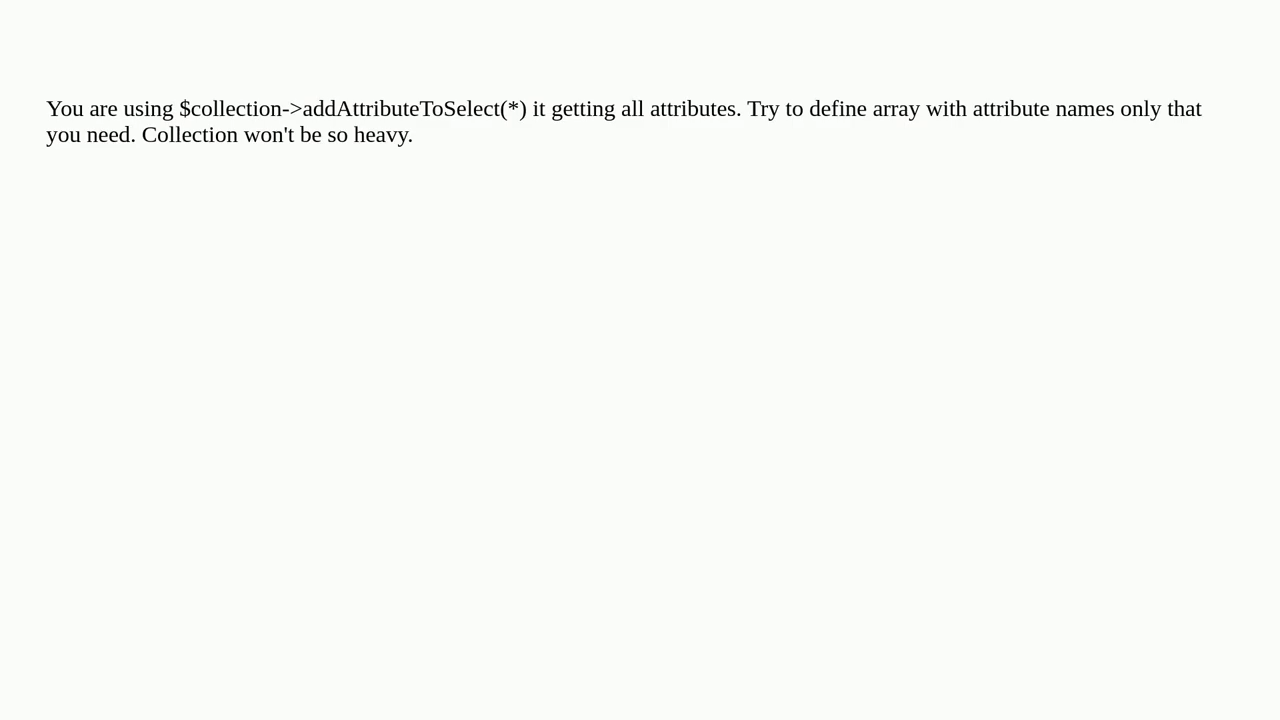 You are using $collection->addAttributeToSelect(*) it getting all attributes. Try to define array with attribute names only that
you need. Collection won't be so heavy.